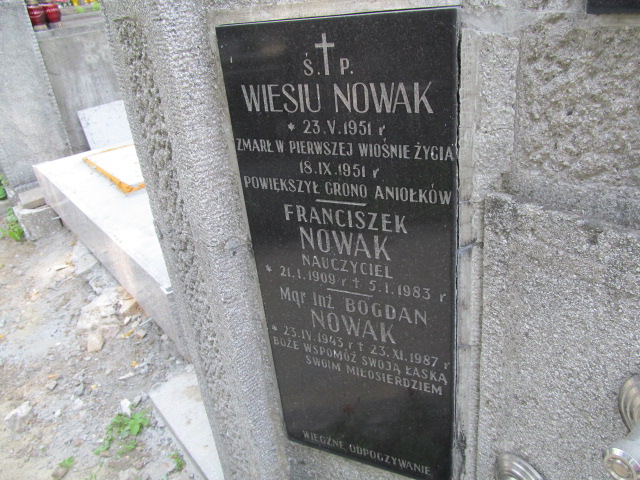 Ś. † P.
WIESIU NOWAK
* 23.V.1951 r
ZMARŁ W PIERWSZEJ WIOŚNIE ŻYCIA
18.IX.1951 r
POWIĘKSZYŁ GRONO ANIOŁKÓW
FRANCISZEK
NOWAK
NAUCZYCIEL
* 21.I.1909 r † 5.I.1983 r
Mgr inż BOGDAN
NOWAK
* 23.IV.1943 r † 23.XI.1987 r
BOŻE WSPOMÓŻ SWOJĄ ŁASKĄ
SWOIM MIŁOSIERDZIEM
WIECZNE ODPOCZYWANIE